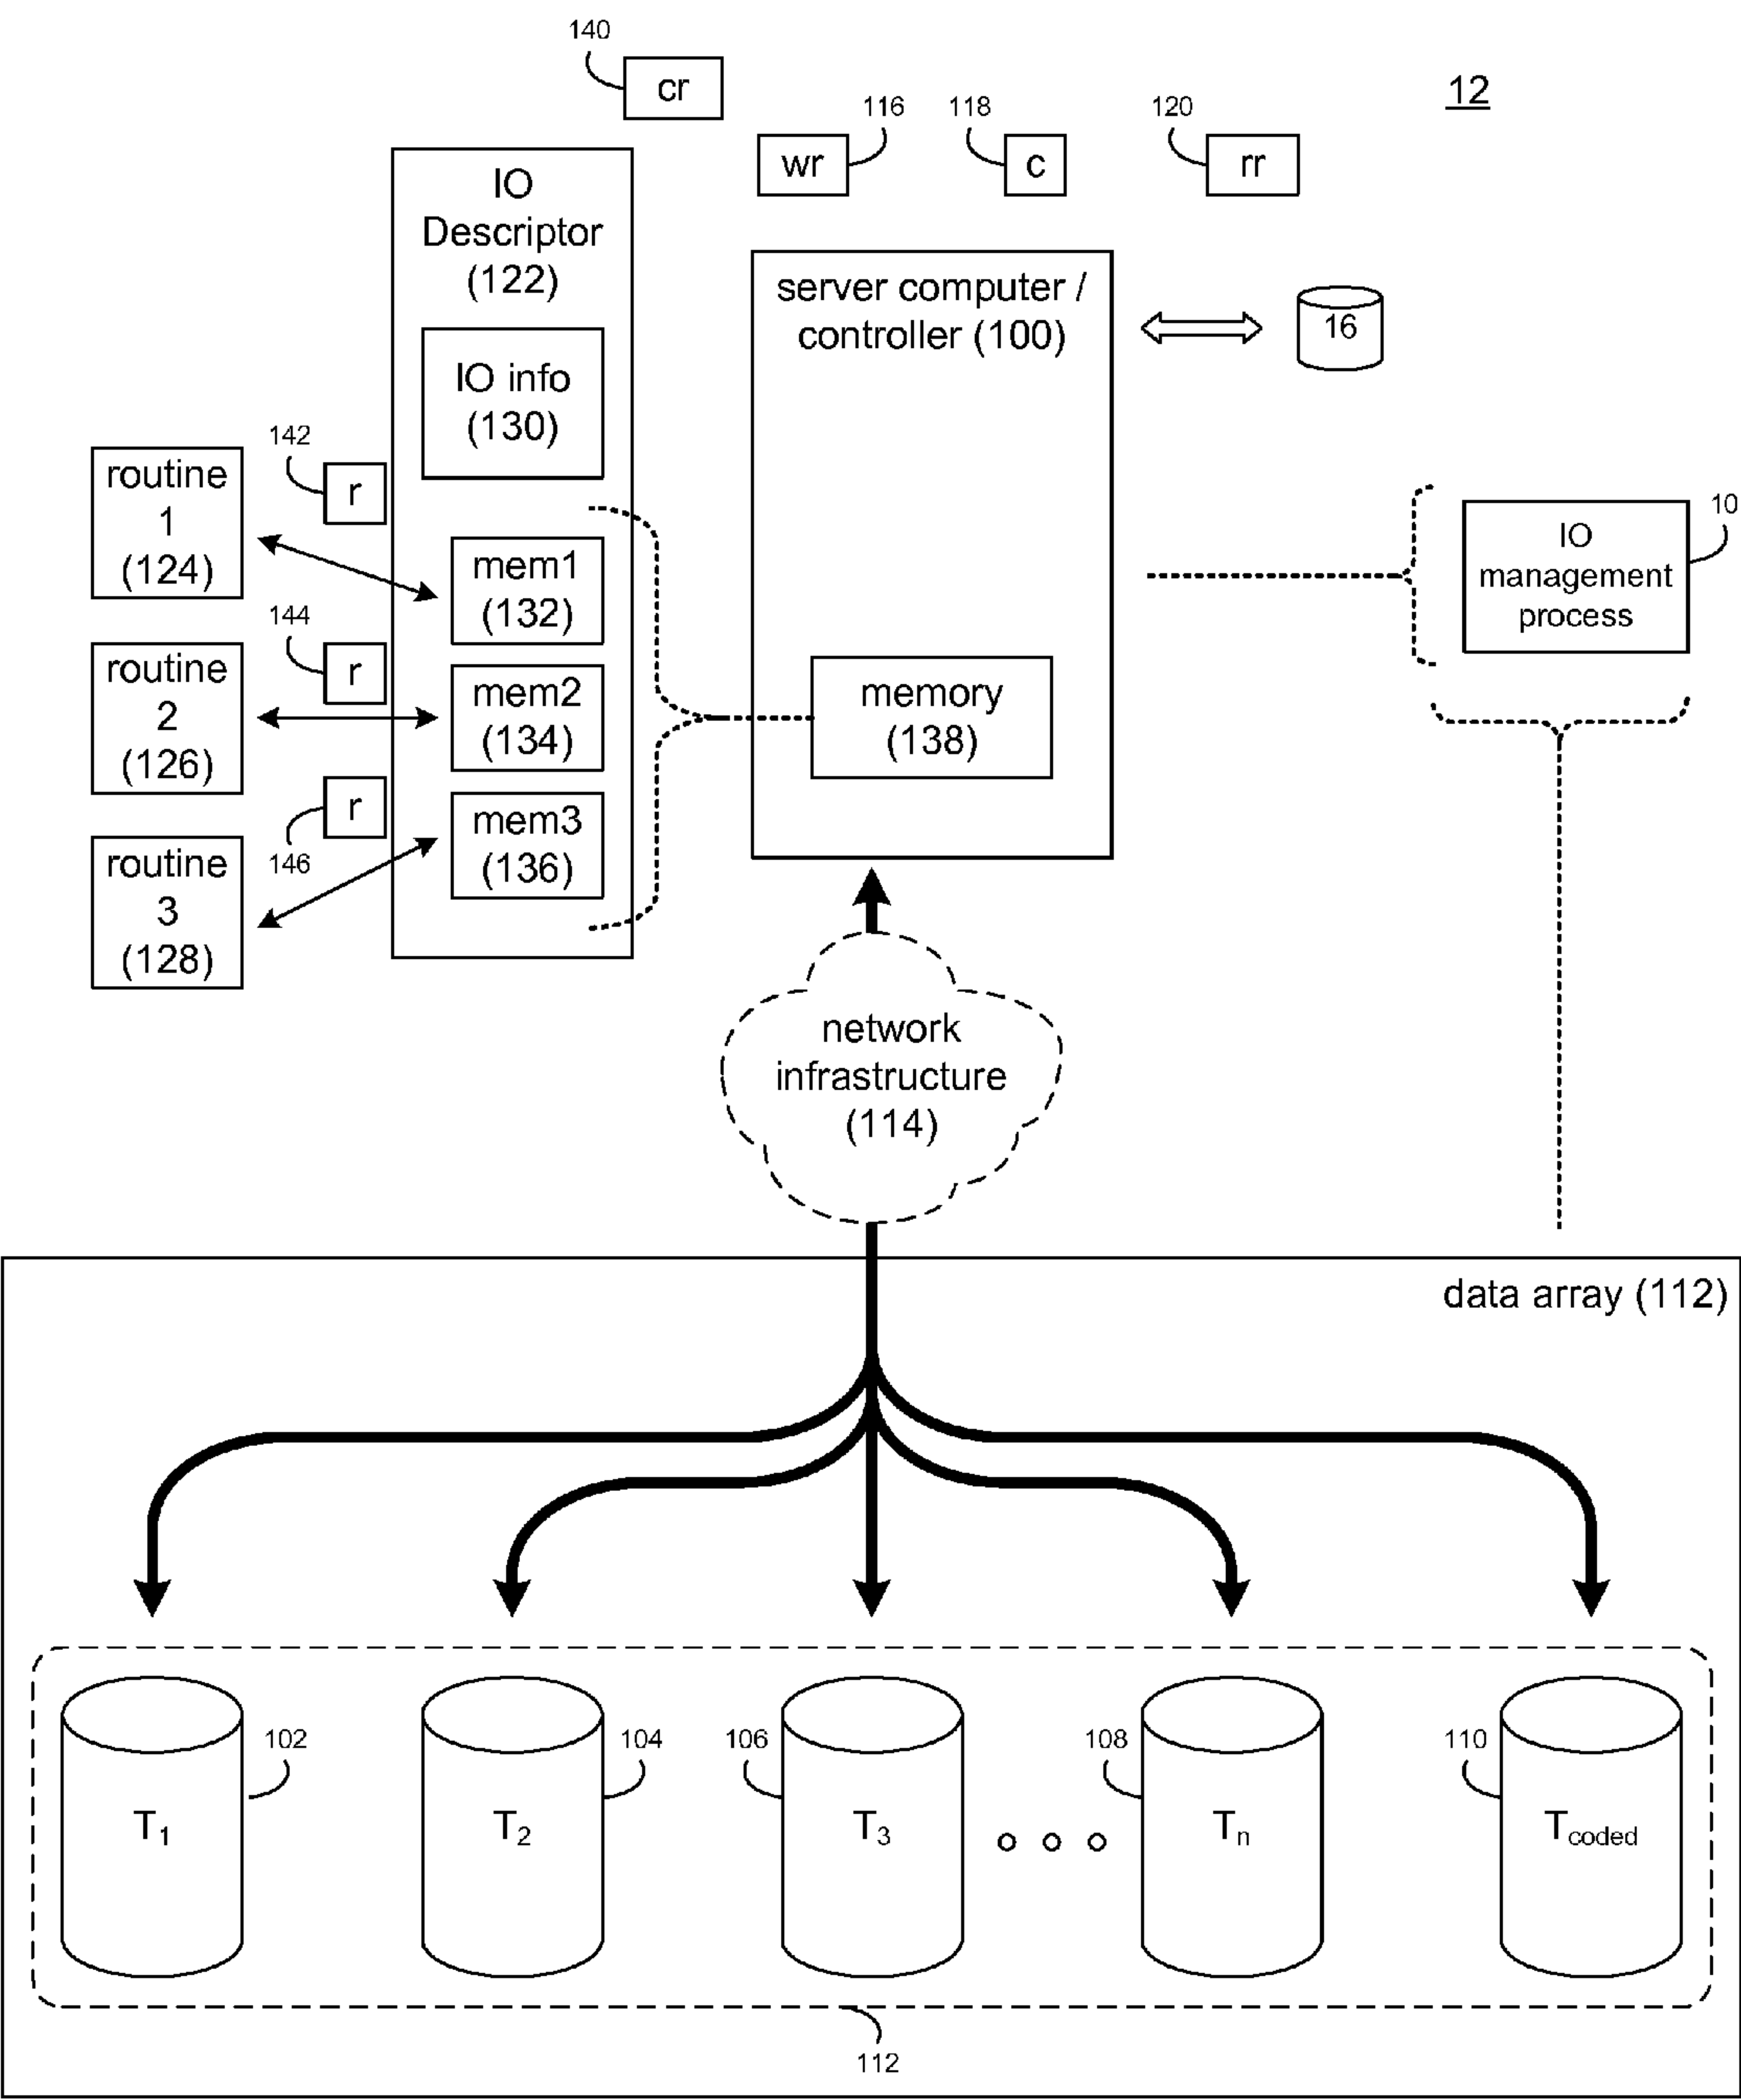 140
cr
12
116
118
120
wr
c
rr
IO
Descriptor
(122)
server computer /
controller (100)
16
IO info
(130)
142
r
routine
1
(124)
10
IO
management
process
mem1
(132)
144
r
routine
2
(126)
mem2
(134)
memory
(138)
r
146
mem3
(136)
routine
3
(128)
network
infrastructure
(114)
data array (112)
102
104
106
108
110
T1
T2
T3
Tn
Tcoded
112